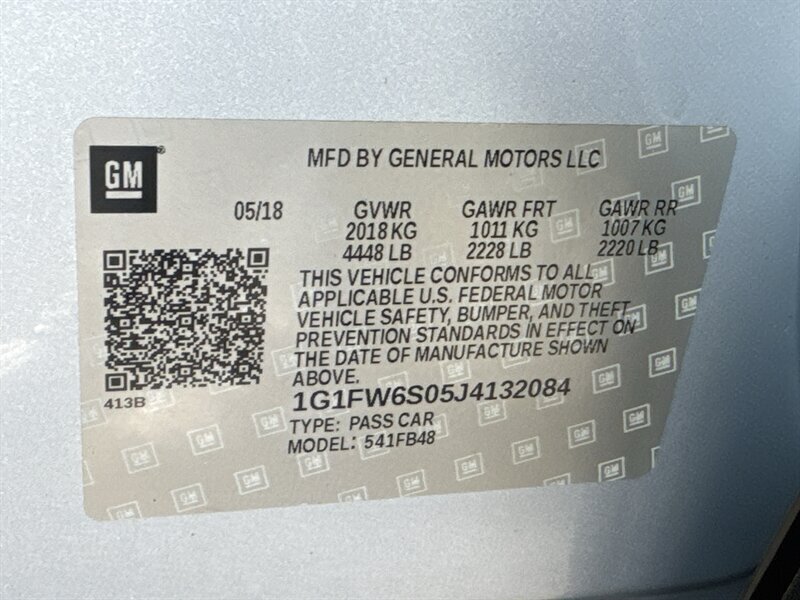 GM
MFD BY GENERAL MOTORS LLC
05/18 GVWR GAWR FRT GAWR RR
2018 KG 1011 KG 1007 KG
4448 LB 2228 LB 2220 LB
THIS VEHICLE CONFORMS TO ALL
APPLICABLE U.S. FEDERAL MOTOR
VEHICLE SAFETY, BUMPER, AND THEFT
PREVENTION STANDARDS IN EFFECT ON
THE DATE OF MANUFACTURE SHOWN
ABOVE.
413B
1G1FW6S05J4132084
TYPE: PASS CAR
MODEL: 541FB48